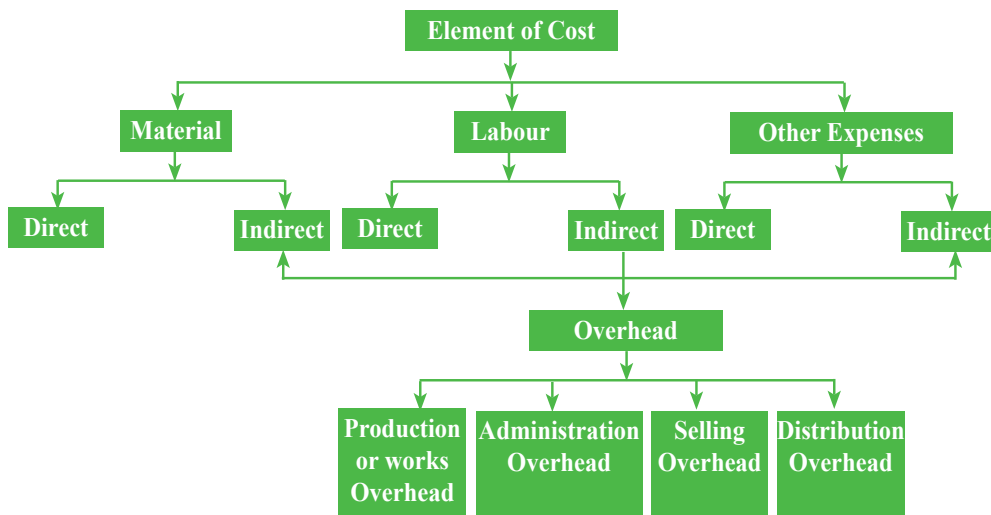 Element of Cost
Material
Labour
Other Expenses
Direct
Indirect
Direct
Indirect
Direct
Indirect
Overhead
Production
or works
Overhead
Administration
Overhead
Selling
Overhead
Distribution
Overhead